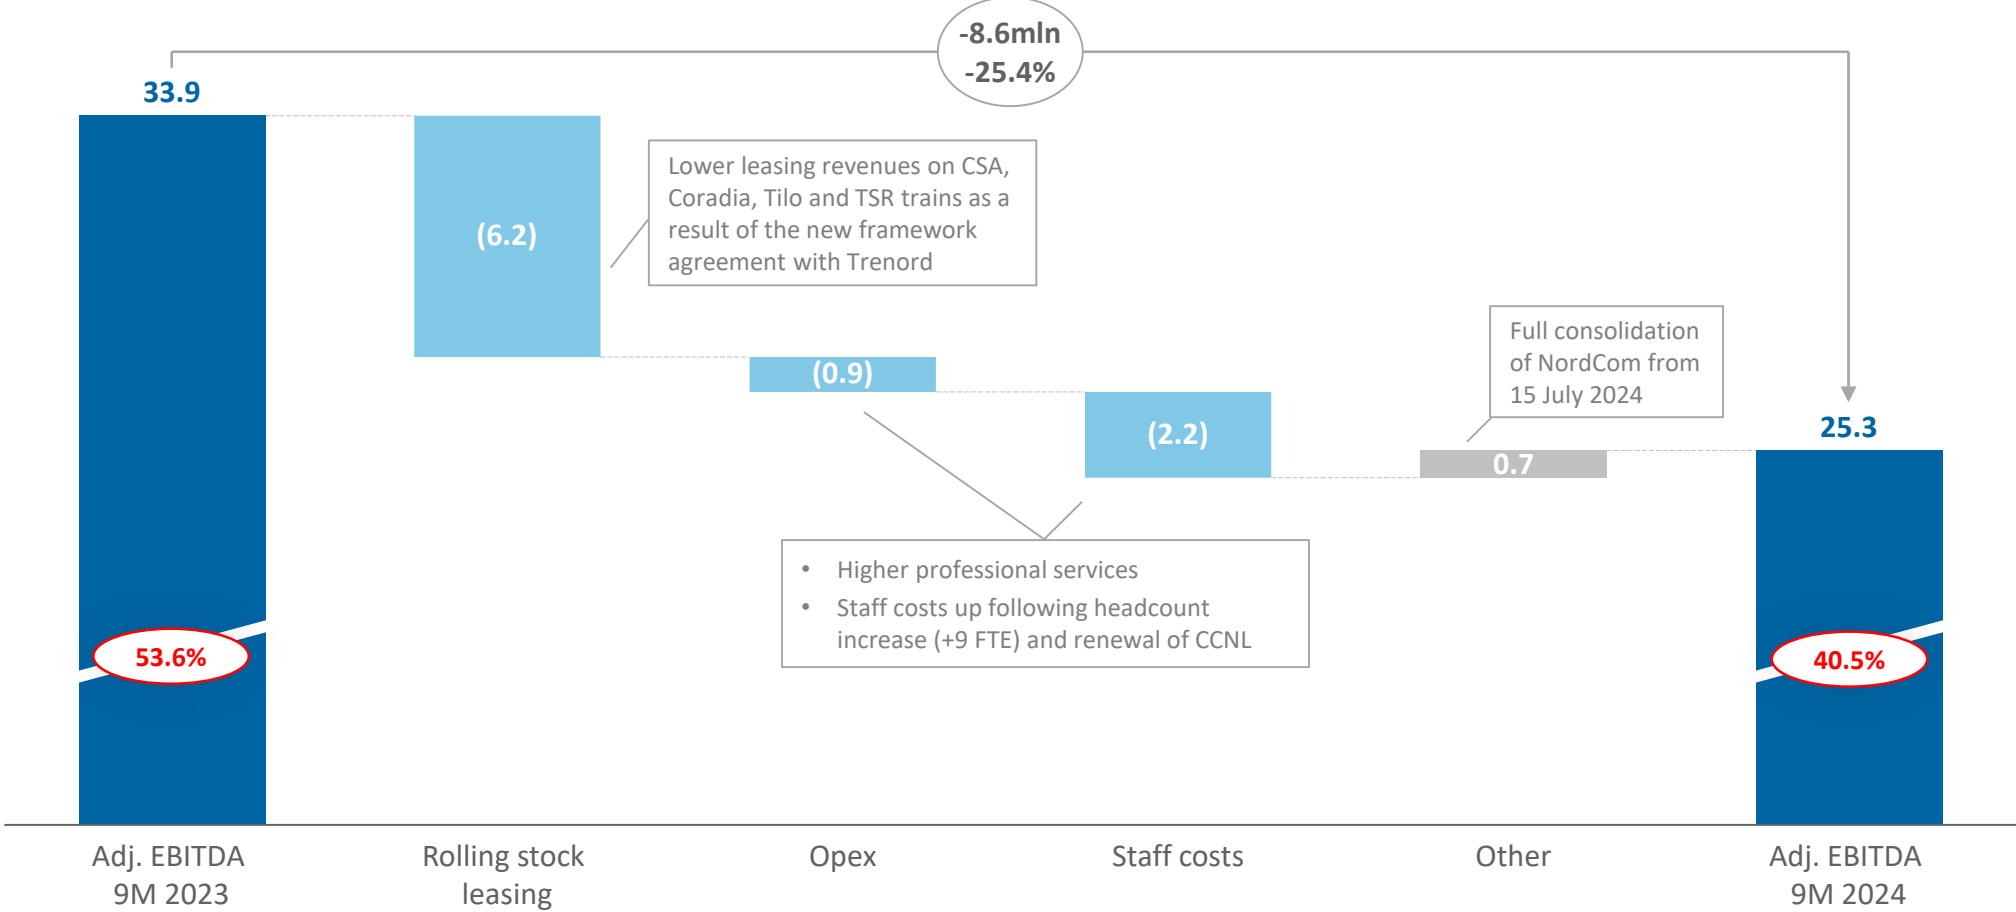 -8.6mln
-25.4%
33.9
Lower leasing revenues on CSA,
Coradia, Tilo and TSR trains as a
result of the new framework
agreement with Trenord
(6.2)
Full consolidation
of NordCom from
15 July 2024
(0.9)
25.3
(2.2)
0.7
• Higher professional services
• Staff costs up following headcount
increase (+9 FTE) and renewal of CCNL
53.6%
40.5%
Adj. EBITDA
9M 2023
Rolling stock
leasing
Opex
Staff costs
Other
Adj. EBITDA
9M 2024